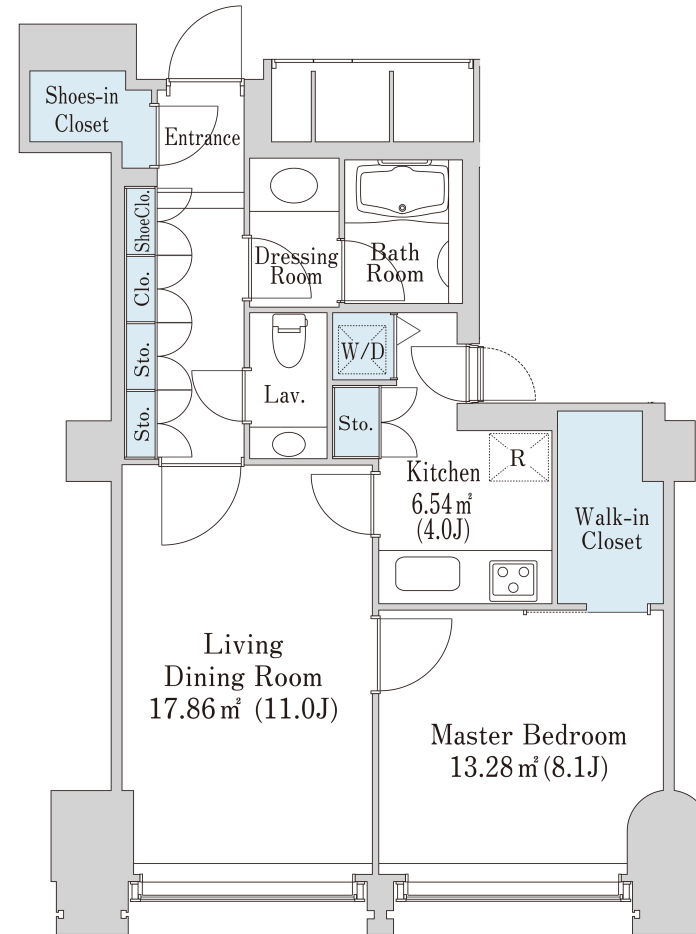 Shoes-in
Closet
Entrance
ShoeClo.
Clo.
Sto.
Sto.
Dressing
Room
Bath
Room
Lav.
W/D
Sto.
Kitchen
6.54㎡
(4.0J)
R
Walk-in
Closet
Living
Dining Room
17.86㎡ (11.0J)
Master Bedroom
13.28㎡(8.1J)